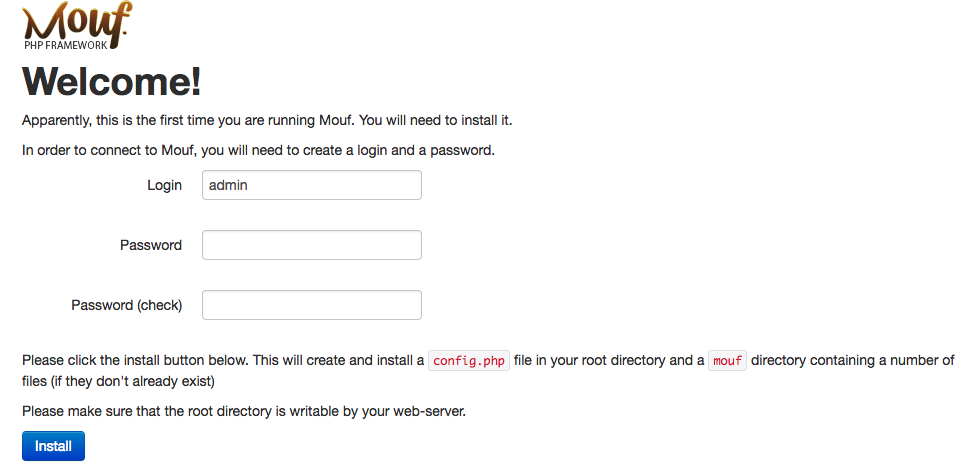 Mouf
PHP FRAMEWORK
Welcome!
Apparently, this is the first time you are running Mouf. You will need to install it.
In order to connect to Mouf, you will need to create a login and a password.
Login admin
Password
Password (check)
Please click the install button below. This will create and install a config.php file in your root directory and a mouf directory containing a number of
files (if they don't already exist)
Please make sure that the root directory is writable by your web-server.
Install